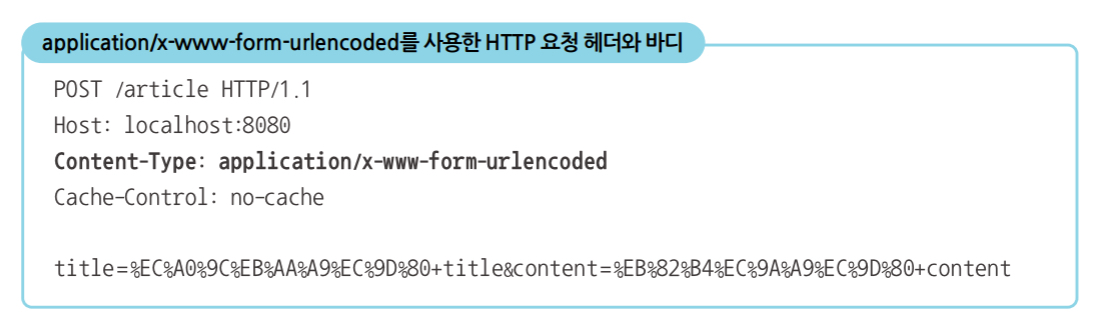 application/x-www-form-urlencoded를 사용한 HTTP 요청 헤더와 바디
POST /article HTTP/1.1
Host: localhost:8080
Content-Type: application/x-www-form-urlencoded
Cache-Control: no-cache
title=%EC%A0%9C%EB%AA%A9%EC%9D%80+title&content=%EB%82%B4%EC%9A%A9%EC%9D%80+content